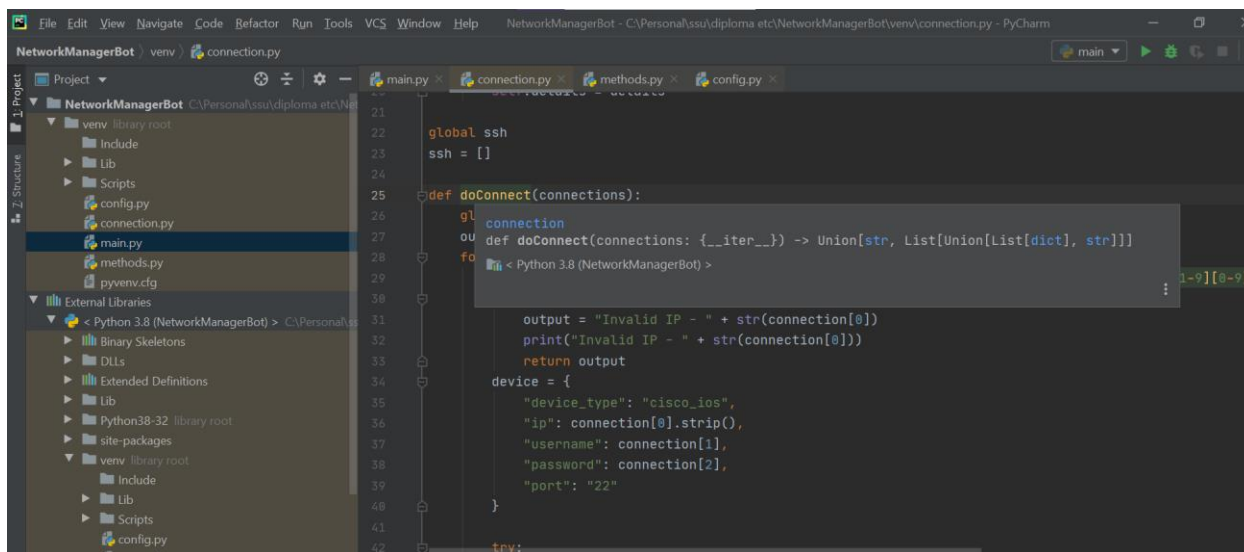 File Edit View Navigate Code Refactor Run Tools VCS Window Help NetworkManagerBot - C:\Personal\ssu\diploma etc\NetworkManagerBot\venv\connection.py - PyCharm
NetworkManagerBot venv connection.py
main
1: Project
Z: Structure
Project
NetworkManagerBot C:\Personal\ssu\diploma etc\Net
venv library root
Include
Lib
Scripts
config.py
connection.py
main.py
methods.py
pyvenv.cfg
External Libraries
< Python 3.8 (NetworkManagerBot) > C:\Personal\ss
Binary Skeletons
DLLs
Extended Definitions
Lib
Python38-32 library root
site-packages
venv library root
Include
Lib
Scripts
config.py
main.py connection.py methods.py config.py
21
22 global ssh
23 ssh = []
24
25 def doConnect(connections):
26 gl
27 ou
28 fo
29 1-9][0-9
30
connection
def doConnect(connections: {__iter__}) -> Union[str, List[Union[List[dict], str]]]
< Python 3.8 (NetworkManagerBot) >
31 output = "Invalid IP - " + str(connection[0])
32 print("Invalid IP - " + str(connection[0]))
33 return output
34 device = {
35 "device_type": "cisco_ios",
36 "ip": connection[0].strip(),
37 "username": connection[1],
38 "password": connection[2],
39 "port": "22"
40 }
41
42 try: